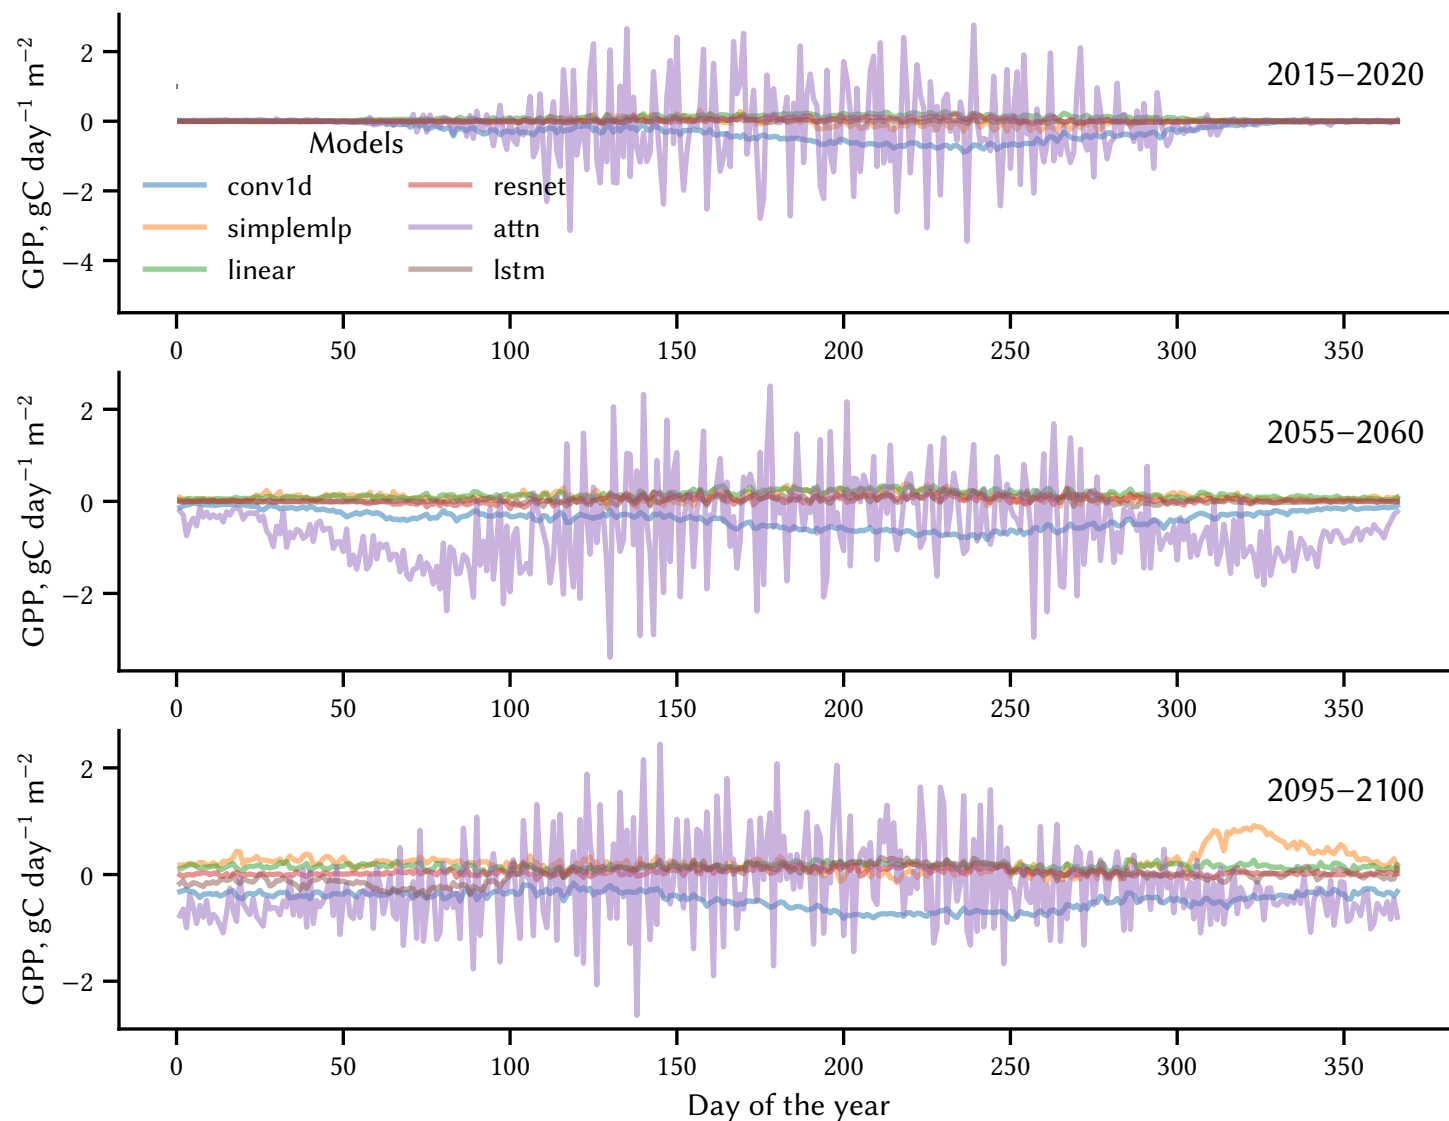 GPP, gC day⁻¹ m⁻²
2
0
−2
−4
2015–2020
Models
conv1d
simplemlp
linear
resnet
attn
lstm
0 50 100 150 200 250 300 350
GPP, gC day⁻¹ m⁻²
2
0
−2
2055–2060
0 50 100 150 200 250 300 350
GPP, gC day⁻¹ m⁻²
2
0
−2
2095–2100
0 50 100 150 200 250 300 350
Day of the year